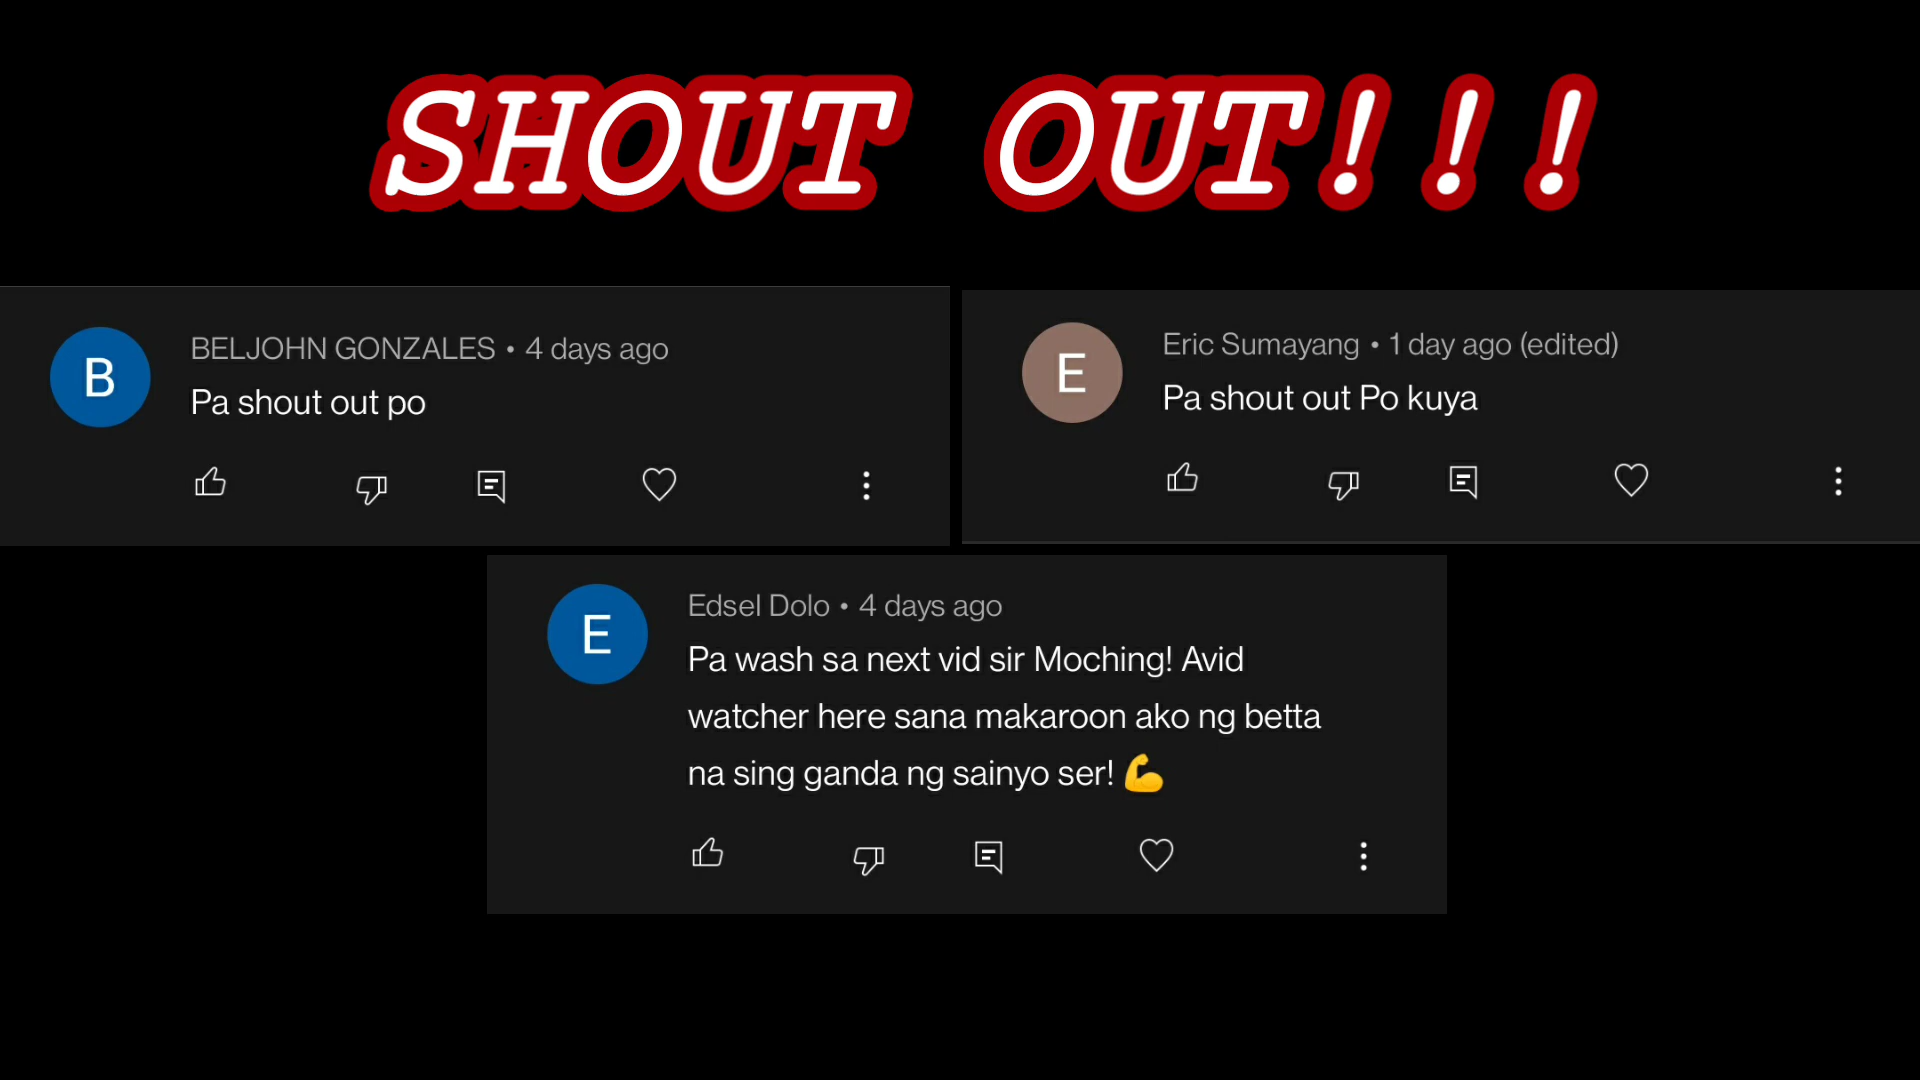 SHOUT OUT!!!
B
BELJOHN GONZALES • 4 days ago
Pa shout out po
E
Eric Sumayang • 1 day ago (edited)
Pa shout out Po kuya
E
Edsel Dolo • 4 days ago
Pa wash sa next vid sir Moching! Avid
watcher here sana makaroon ako ng betta
na sing ganda ng sainyo ser! 💪